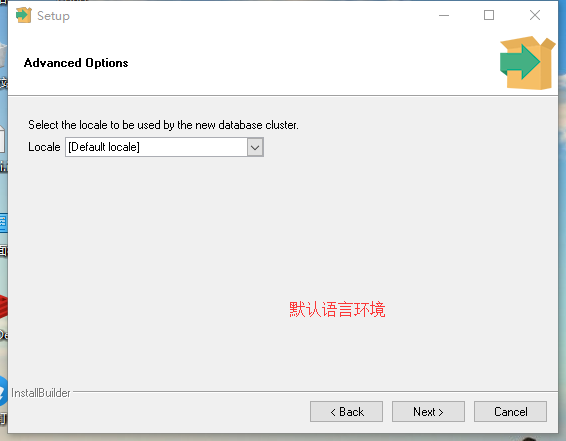 Setup
Advanced Options
Select the locale to be used by the new database cluster.
Locale [Default locale]
默认语言环境
InstallBuilder
< Back Next > Cancel